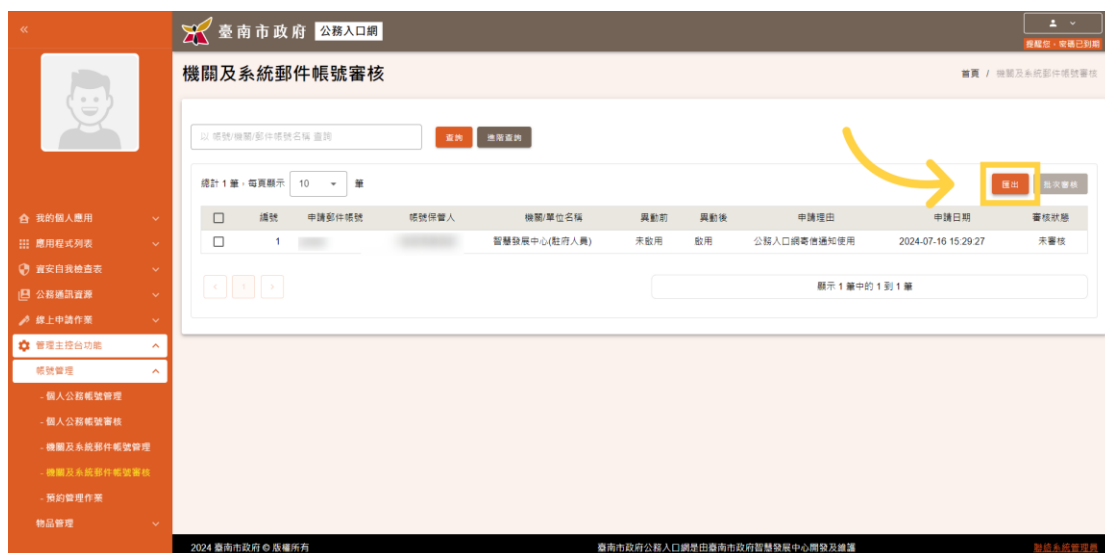 臺南市政府 公務入口網
提醒您，密碼已到期
機關及系統郵件帳號審核
首頁 / 機關及系統郵件帳號審核
以 帳號/機關/郵件帳號名稱 查詢
查詢
進階查詢
總計 1 筆，每頁顯示 10 筆
匯出
批次審核
編號 申請郵件帳號 帳號保管人 機關/單位名稱 異動前 異動後 申請理由 申請日期 審核狀態
1 智慧發展中心(駐府人員) 未啟用 啟用 公務入口網寄信通知使用 2024-07-16 15:29:27 未審核
< 1 >
顯示 1 筆中的 1 到 1 筆
我的個人應用
應用程式列表
資安自我檢查表
公務通訊資源
線上申請作業
管理主控台功能
帳號管理
- 個人公務帳號管理
- 個人公務帳號審核
- 機關及系統郵件帳號管理
- 機關及系統郵件帳號審核
- 預約管理作業
物品管理
2024 臺南市政府 © 版權所有
臺南市政府公務入口網是由臺南市政府智慧發展中心開發及維護
聯絡系統管理員